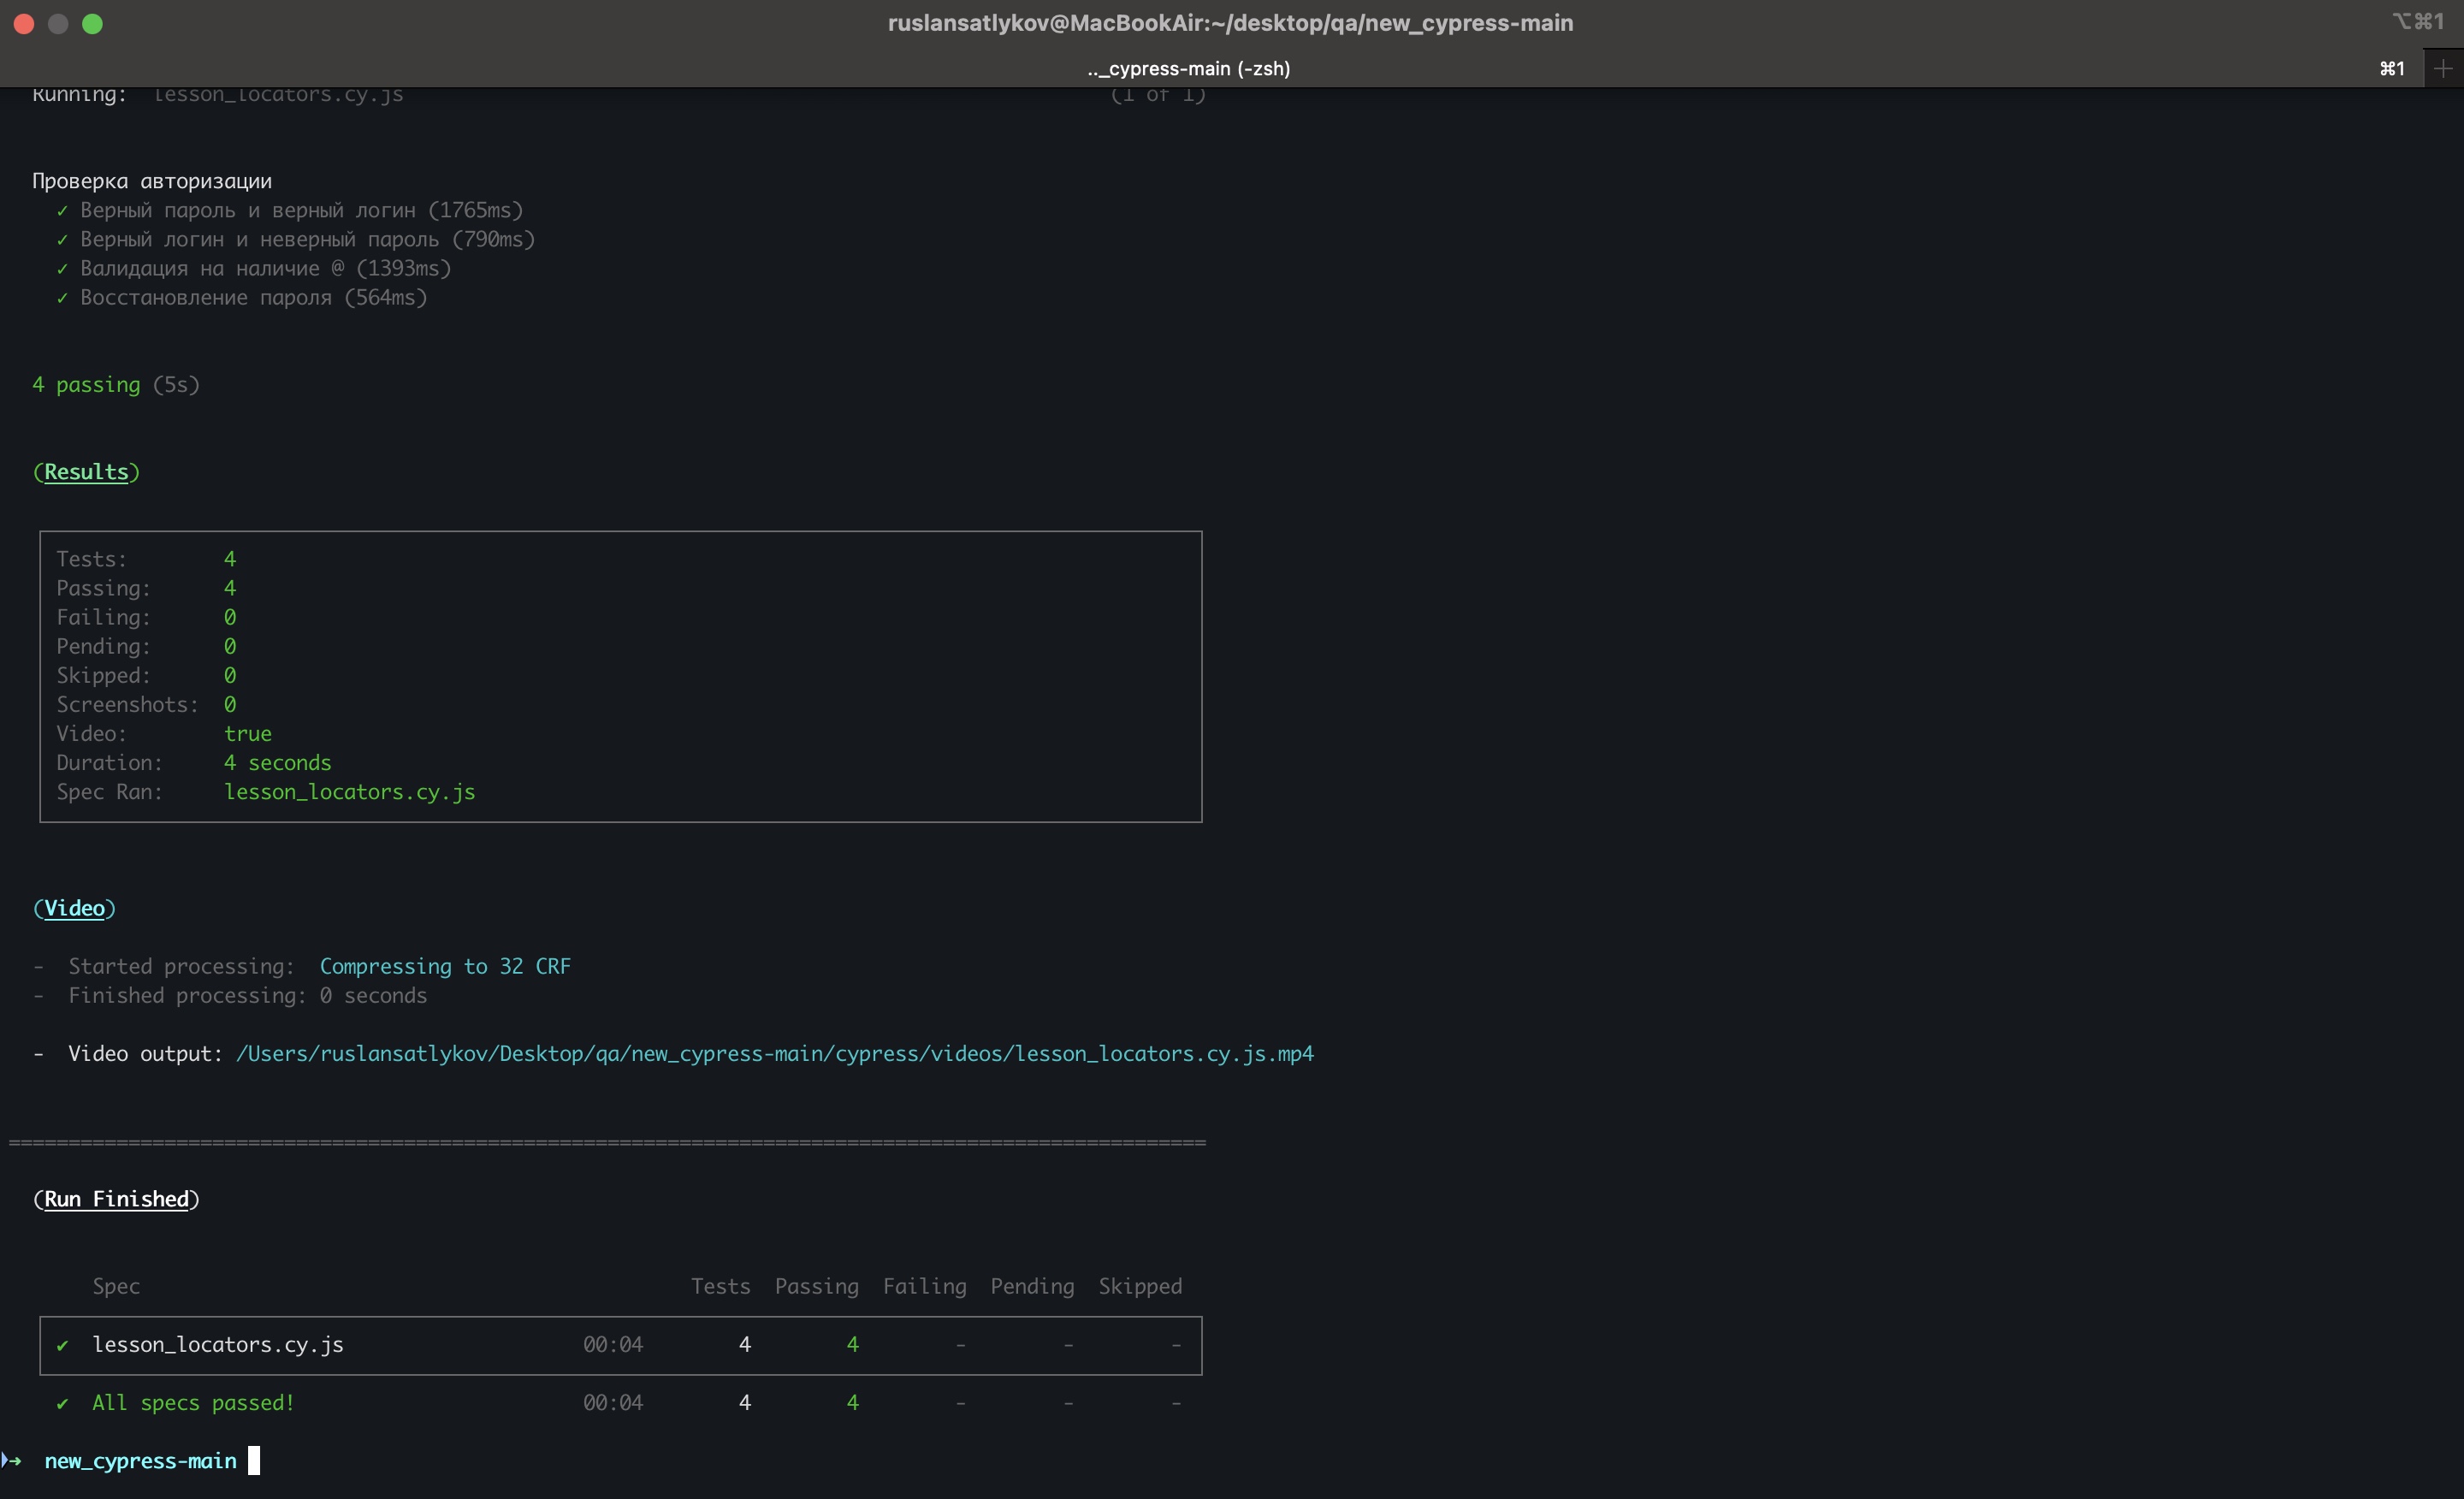 ruslansatlykov@MacBookAir:~/desktop/qa/new_cypress-main
⌥⌘1
.._cypress-main (-zsh)
⌘1
Running: lesson_locators.cy.js (1 of 1)
Проверка авторизации
✓ Верный пароль и верный логин (1765ms)
✓ Верный логин и неверный пароль (790ms)
✓ Валидация на наличие @ (1393ms)
✓ Восстановление пароля (564ms)
4 passing (5s)
(Results)
Tests: 4
Passing: 4
Failing: 0
Pending: 0
Skipped: 0
Screenshots: 0
Video: true
Duration: 4 seconds
Spec Ran: lesson_locators.cy.js
(Video)
- Started processing: Compressing to 32 CRF
- Finished processing: 0 seconds
- Video output: /Users/ruslansatlykov/Desktop/qa/new_cypress-main/cypress/videos/lesson_locators.cy.js.mp4
====================================================================================================
(Run Finished)
Spec Tests Passing Failing Pending Skipped
✔ lesson_locators.cy.js 00:04 4 4 - - -
✔ All specs passed! 00:04 4 4 - - -
➜ new_cypress-main